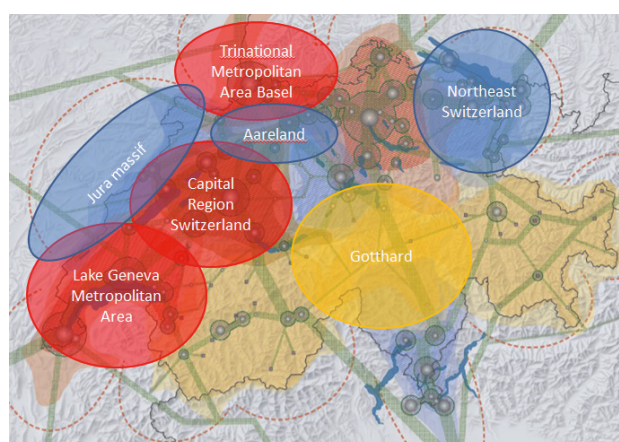 Trinational
Metropolitan
Area Basel
Northeast
Switzerland
Aareland
Jura massif
Capital
Region
Switzerland
Gotthard
Lake Geneva
Metropolitan
Area